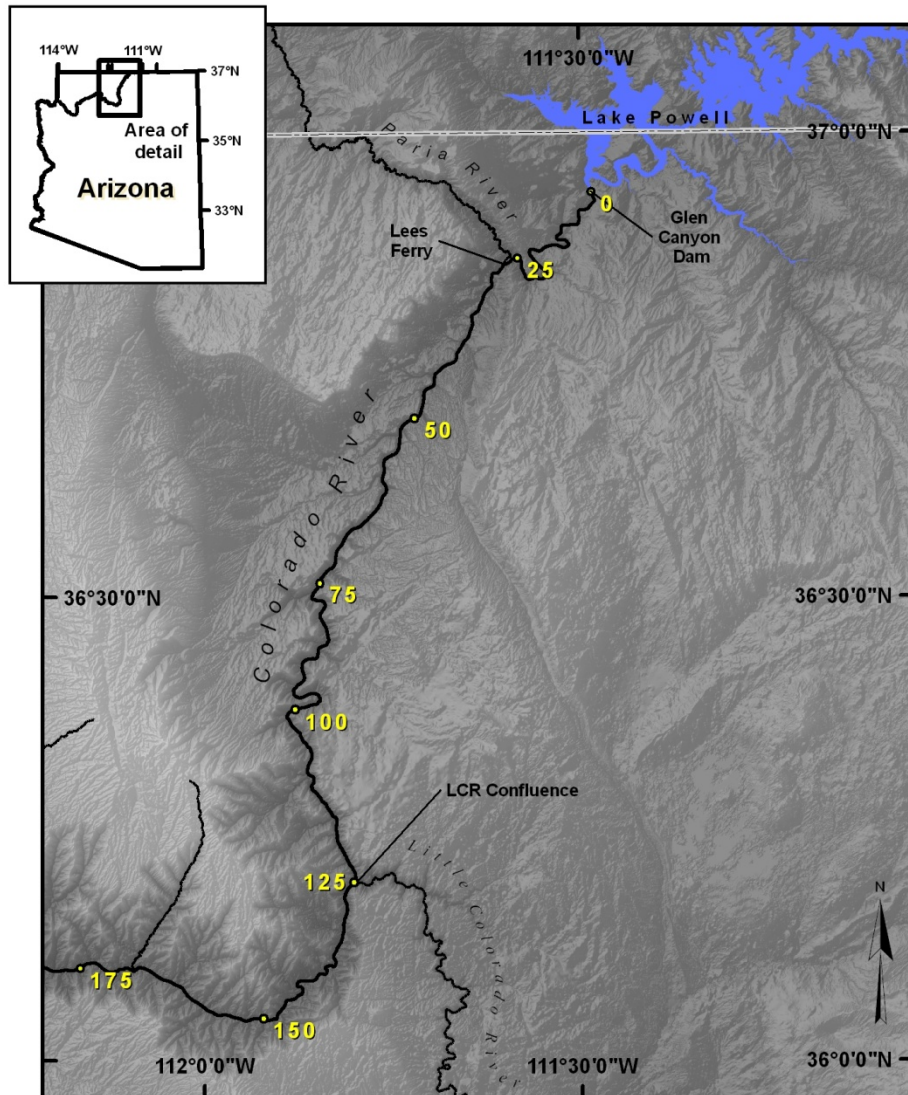 114°W
111°W
37°N
35°N
33°N
Area of
detail
Arizona
111°30'0"W
Lake Powell
37°0'0"N
Paria River
0
Glen
Canyon
Dam
Lees
Ferry
25
50
Colorado River
75
36°30'0"N
36°30'0"N
100
LCR Confluence
125
Little Colorado
River
N
175
150
112°0'0"W
111°30'0"W
36°0'0"N